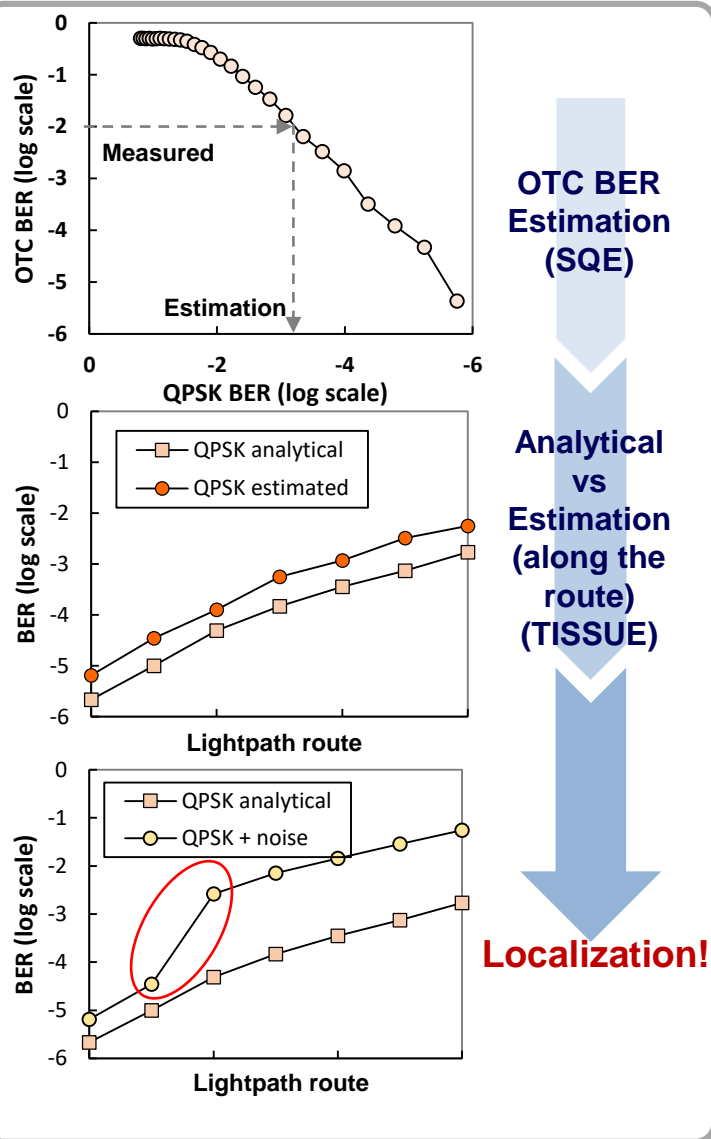 0
-1
-2
-3
-4
-5
-6
OTC BER (log scale)
Measured
Estimation
0
-2
-4
-6
QPSK BER (log scale)
OTC BER
Estimation
(SQE)
0
-1
-2
-3
-4
-5
-6
BER (log scale)
QPSK analytical
QPSK estimated
Lightpath route
Analytical
vs
Estimation
(along the
route)
(TISSUE)
0
-1
-2
-3
-4
-5
-6
BER (log scale)
QPSK analytical
QPSK + noise
Lightpath route
Localization!